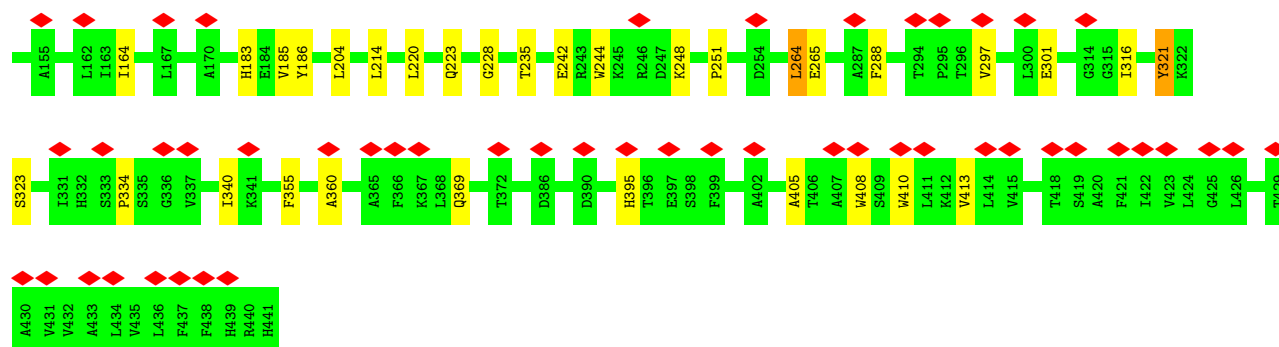 A155 L162 I163 I164 L167 A170 H183 E184 V185 Y186 L204 L214 L220 Q223 G228 T235 E242 R243 W244 K245 R246 D247 K248 P251 D254 L264 E265 A287 F288 T294 P295 T296 V297 L300 E301 G314 G315 I316 Y321 K322
S323 I331 H332 S333 P334 S335 G336 V337 I340 K341 F355 A360 A365 F366 K367 L368 Q369 T372 D386 D390 H395 T396 E397 S398 F399 A402 A405 T406 A407 W408 S409 W410 L411 K412 V413 L414 V415 T418 S419 A420 F421 I422 V423 L424 G425 L426 T429
A430 V431 V432 A433 L434 V435 L436 F437 F438 H439 R440 H441